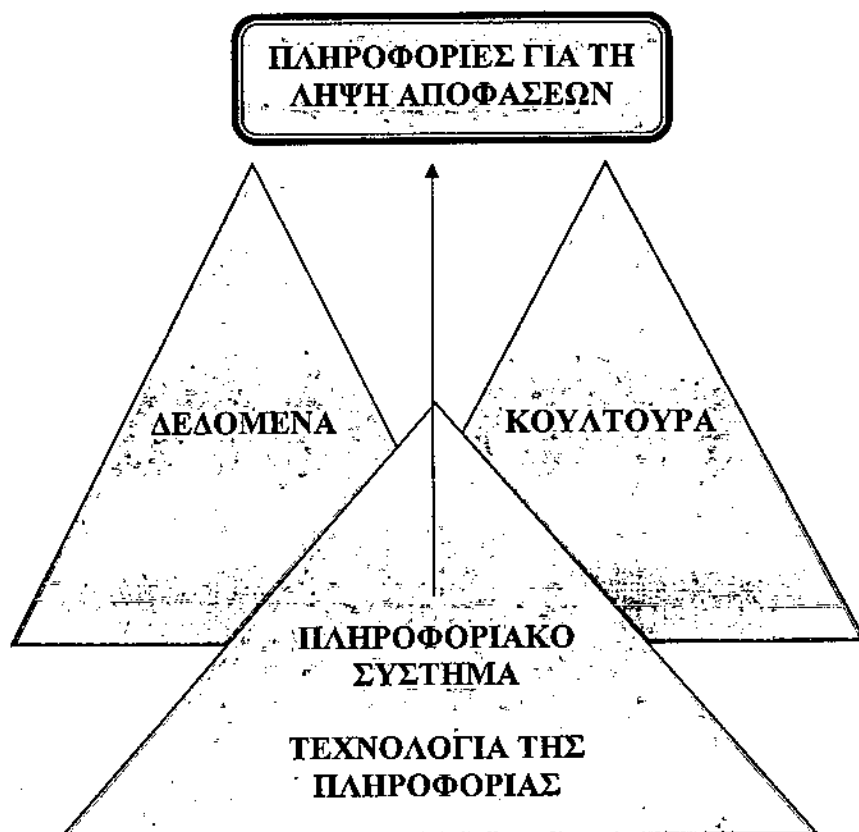 ΠΛΗΡΟΦΟΡΙΕΣ ΓΙΑ ΤΗ
ΛΗΨΗ ΑΠΟΦΑΣΕΩΝ
ΔΕΔΟΜΕΝΑ
ΚΟΥΛΤΟΥΡΑ
ΠΛΗΡΟΦΟΡΙΑΚΟ
ΣΥΣΤΗΜΑ
ΤΕΧΝΟΛΟΓΙΑ ΤΗΣ
ΠΛΗΡΟΦΟΡΙΑΣ